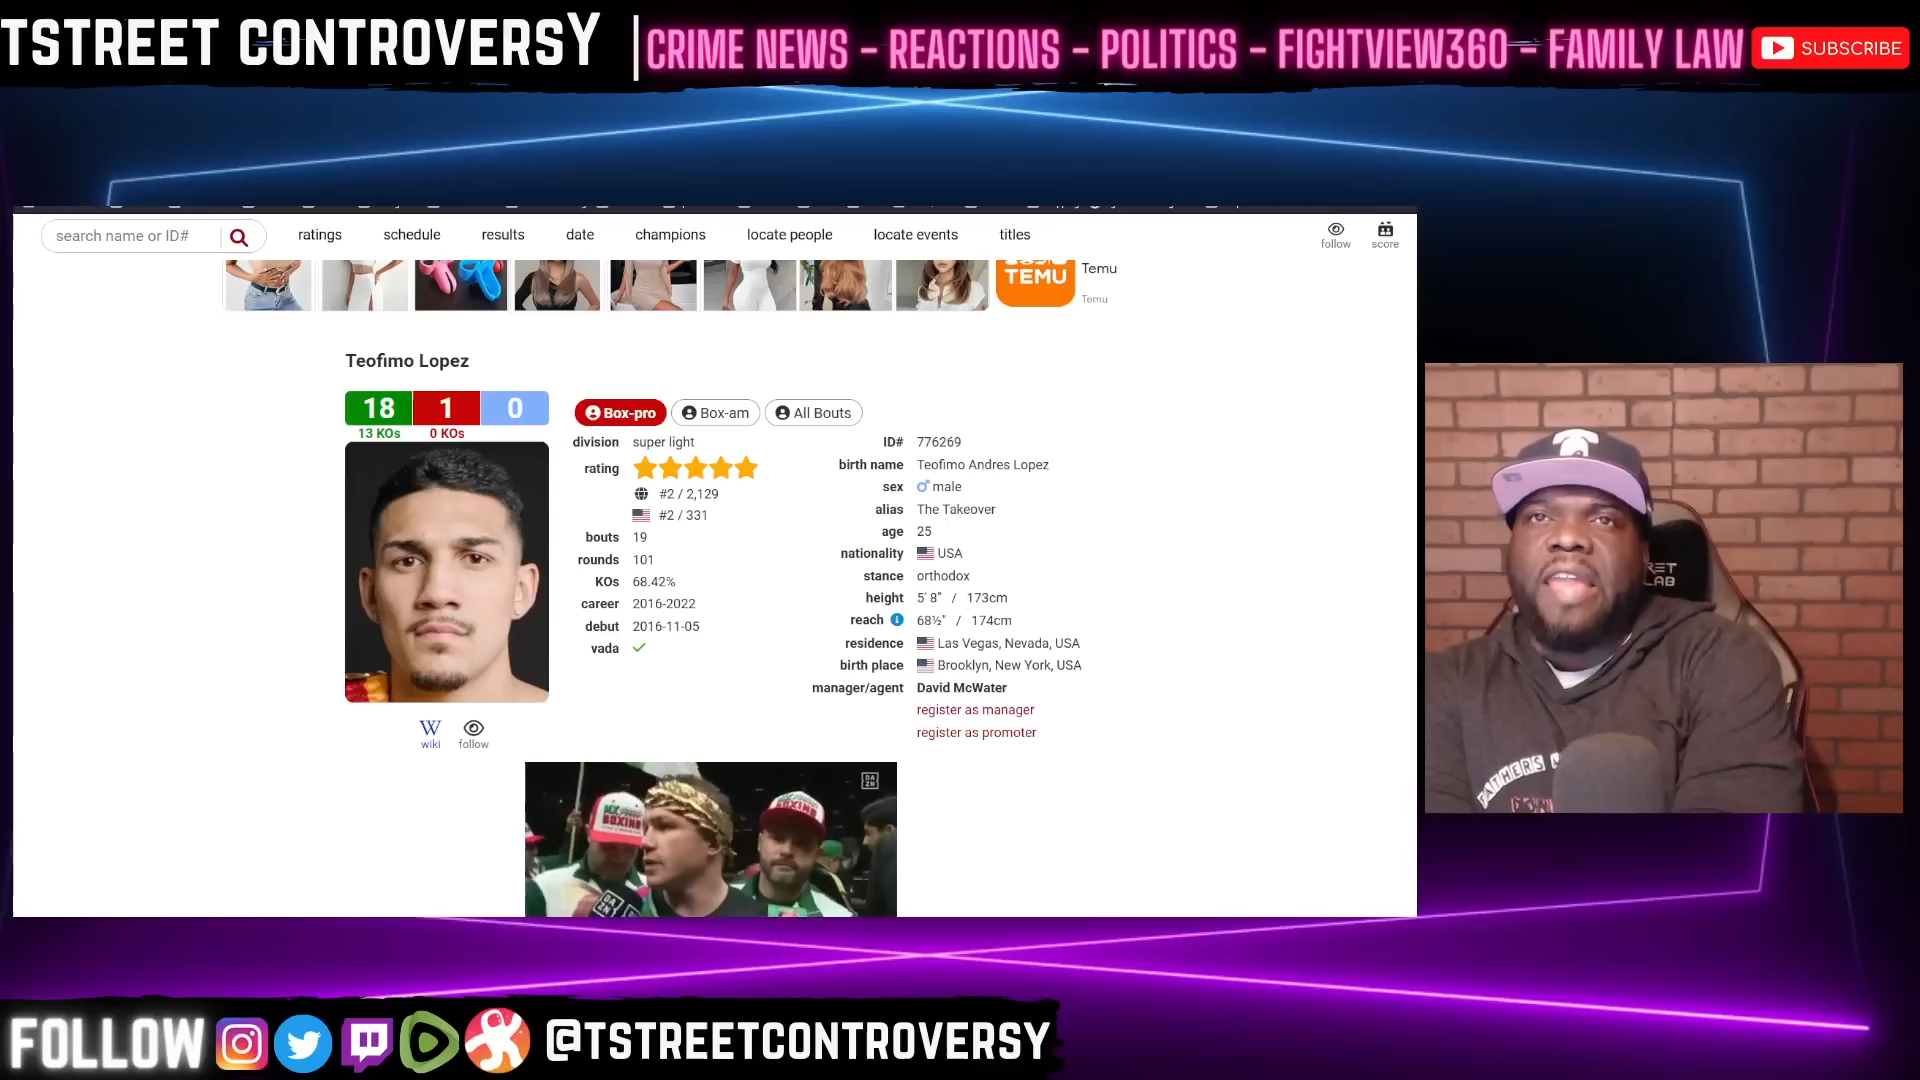 TSTREET CONTROVERSY
CRIME NEWS - REACTIONS - POLITICS - FIGHTVIEW360 - FAMILY LAW
SUBSCRIBE
search name or ID#
ratings
schedule
results
date
champions
locate people
locate events
titles
follow
score
TEMU
Temu
Temu
Teofimo Lopez
18 1 0
13 KOs 0 KOs
Box-pro
Box-am
All Bouts
division super light
rating
#2 / 2,129
#2 / 331
bouts 19
rounds 101
KOs 68.42%
career 2016-2022
debut 2016-11-05
vada
ID# 776269
birth name Teofimo Andres Lopez
sex male
alias The Takeover
age 25
nationality USA
stance orthodox
height 5' 8" / 173cm
reach 68½" / 174cm
residence Las Vegas, Nevada, USA
birth place Brooklyn, New York, USA
manager/agent David McWater
register as manager
register as promoter
W
wiki
follow
DAZN
BOXING
BOXING
DAZN
FATHERS
FOLLOW
@TSTREETCONTROVERSY